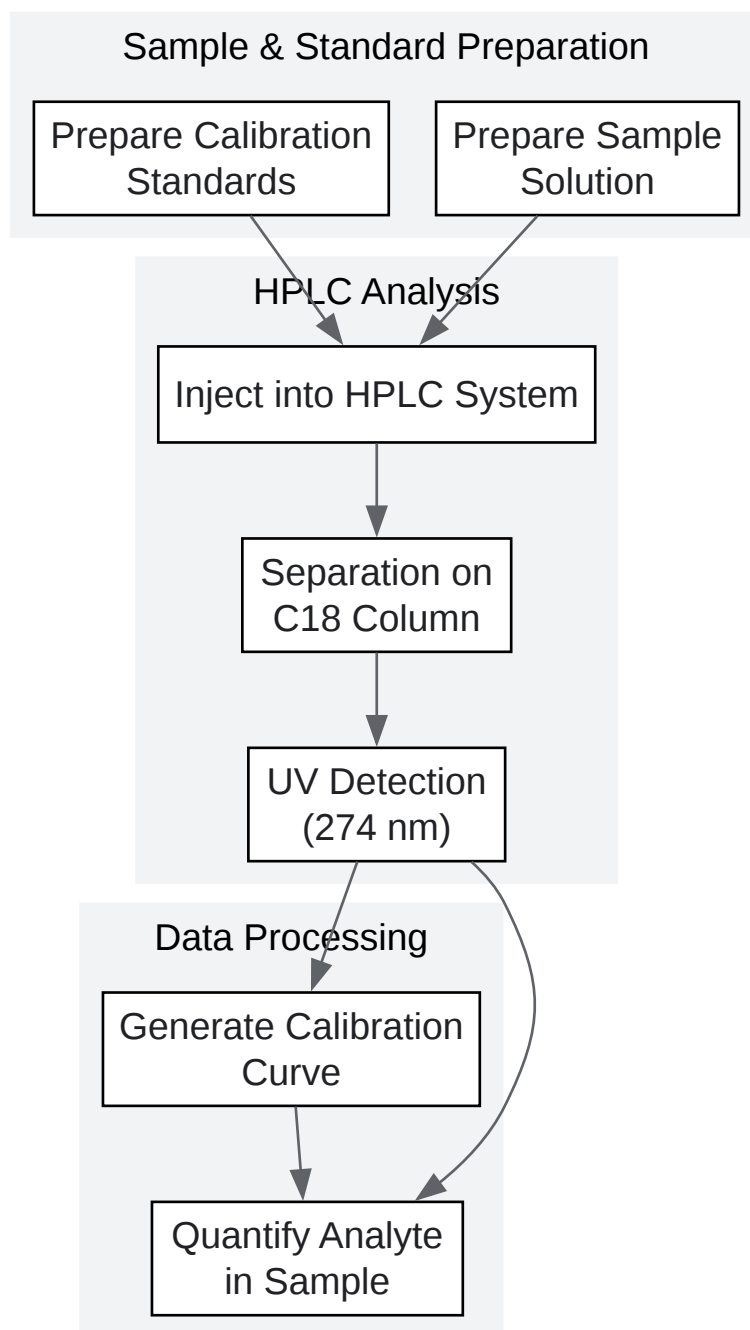 Sample & Standard Preparation
Prepare Calibration
Standards
Prepare Sample
Solution
HPLC Analysis
Inject into HPLC System
Separation on
C18 Column
UV Detection
(274 nm)
Data Processing
Generate Calibration
Curve
Quantify Analyte
in Sample